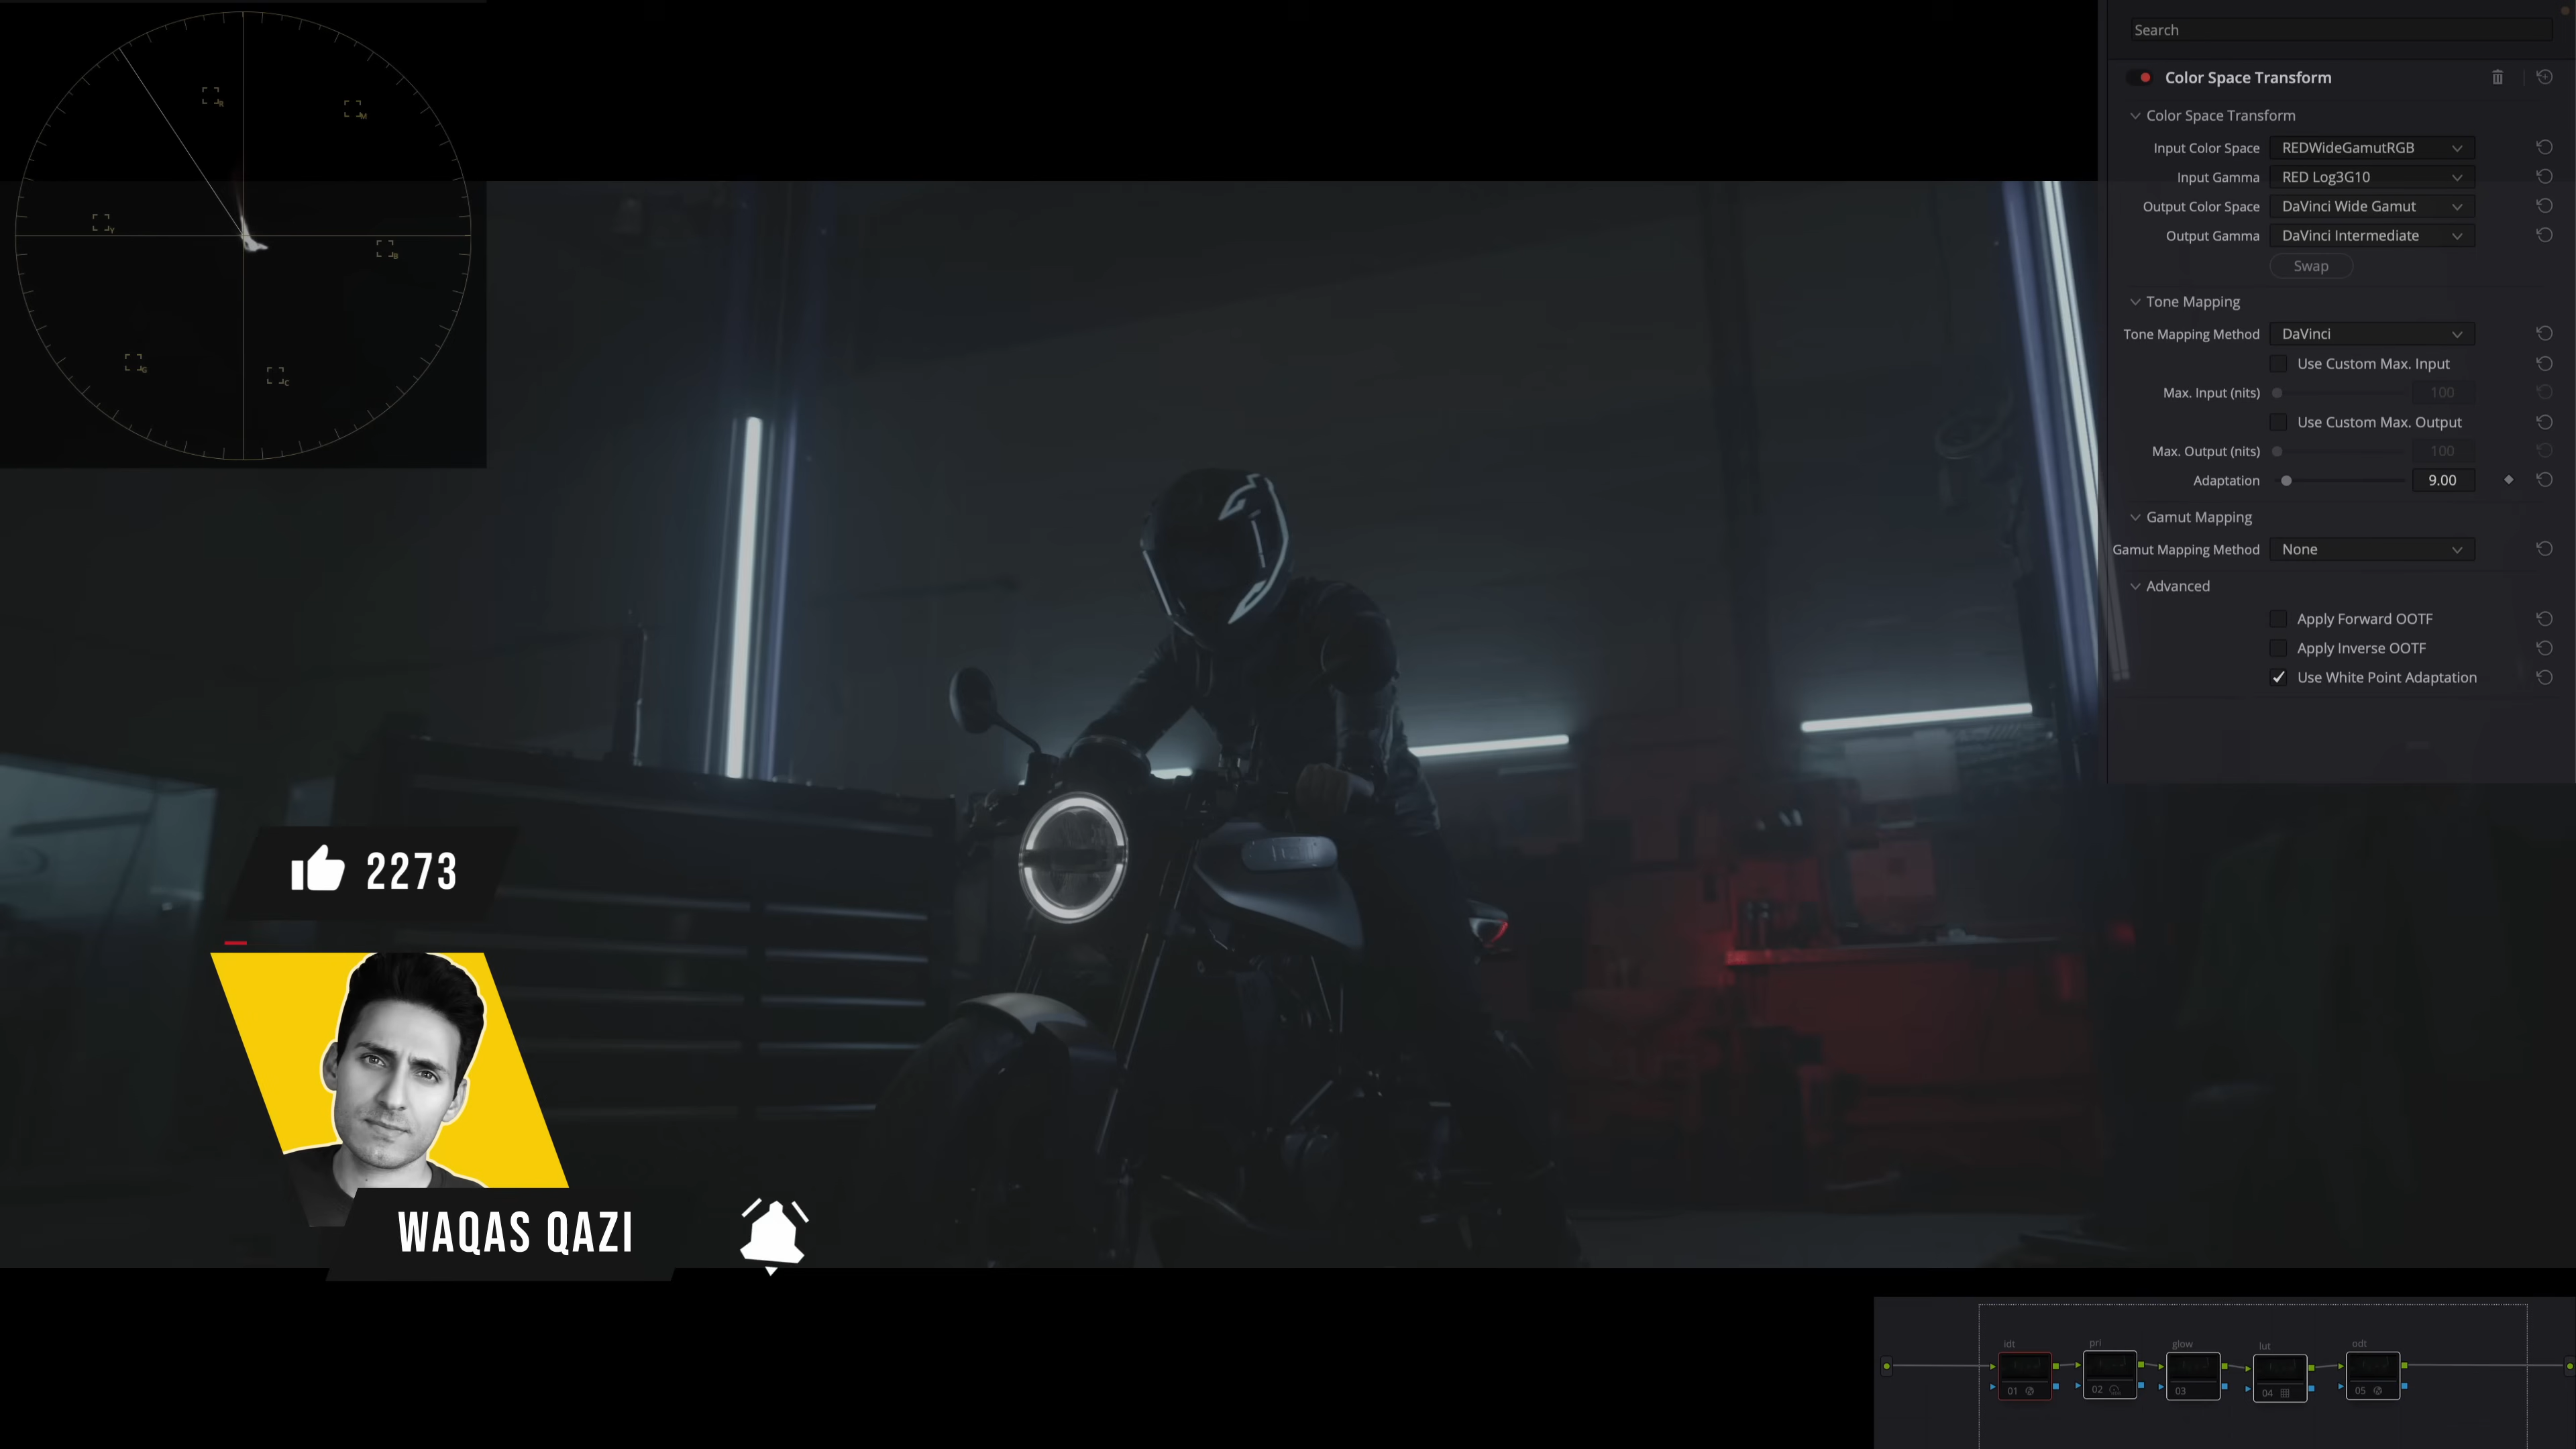 R
M
Y
B
G
C
Search
Color Space Transform
Color Space Transform
Input Color Space REDWideGamutRGB
Input Gamma RED Log3G10
Output Color Space DaVinci Wide Gamut
Output Gamma DaVinci Intermediate
Swap
Tone Mapping
Tone Mapping Method DaVinci
Use Custom Max. Input
Max. Input (nits) 100
Use Custom Max. Output
Max. Output (nits) 100
Adaptation 9.00
Gamut Mapping
Gamut Mapping Method None
Advanced
Apply Forward OOTF
Apply Inverse OOTF
Use White Point Adaptation
2273
WAQAS QAZI
idt pri glow lut odt
01 02 03 04 05